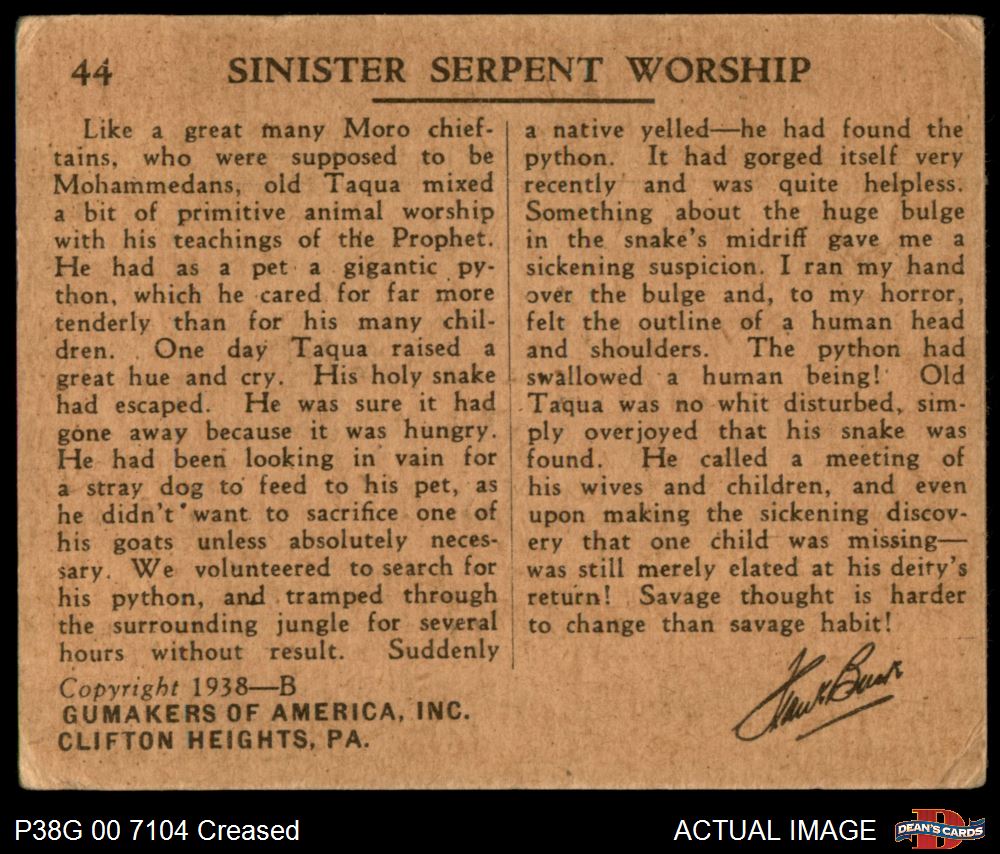 44 SINISTER SERPENT WORSHIP
Like a great many Moro chief-
tains, who were supposed to be
Mohammedans, old Taqua mixed
a bit of primitive animal worship
with his teachings of the Prophet.
He had as a pet a gigantic py-
thon, which he cared for far more
tenderly than for his many chil-
dren. One day Taqua raised a
great hue and cry. His holy snake
had escaped. He was sure it had
gone away because it was hungry.
He had been looking in vain for
a stray dog to feed to his pet, as
he didn't want to sacrifice one of
his goats unless absolutely neces-
sary. We volunteered to search for
his python, and tramped through
the surrounding jungle for several
hours without result. Suddenly
a native yelled—he had found the
python. It had gorged itself very
recently and was quite helpless.
Something about the huge bulge
in the snake's midriff gave me a
sickening suspicion. I ran my hand
over the bulge and, to my horror,
felt the outline of a human head
and shoulders. The python had
swallowed a human being! Old
Taqua was no whit disturbed, sim-
ply overjoyed that his snake was
found. He called a meeting of
his wives and children, and even
upon making the sickening discov-
ery that one child was missing—
was still merely elated at his deity's
return! Savage thought is harder
to change than savage habit!
Frank Buck
Copyright 1938—B
GUMAKERS OF AMERICA, INC.
CLIFTON HEIGHTS, PA.
P38G 00 7104 Creased
ACTUAL IMAGE
DEAN'S CARDS